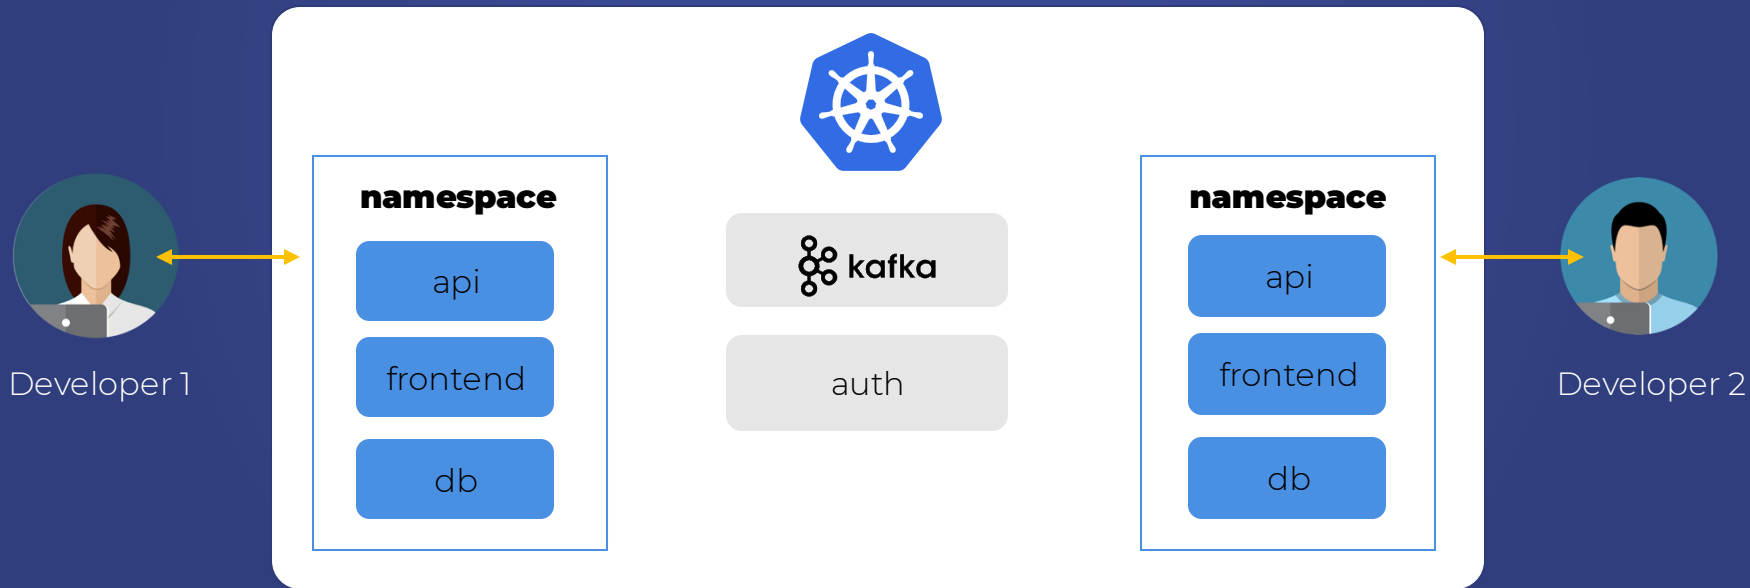 namespace
api
frontend
db
Developer 1
kafka
auth
namespace
api
frontend
db
Developer 2